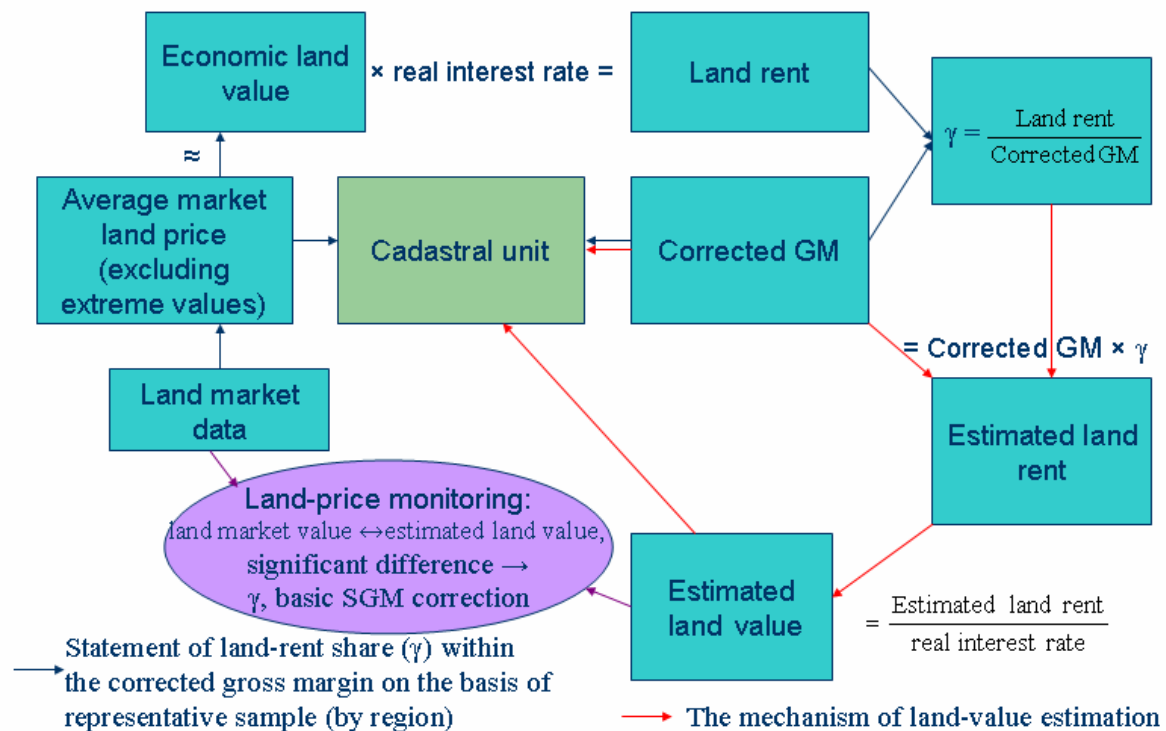 Economic land
value
× real interest rate =
Land rent
γ = Land rent
Corrected GM
≈
Average market
land price
(excluding
extreme values)
Cadastral unit
Corrected GM
= Corrected GM × γ
Land market
data
Estimated land
rent
Land-price monitoring:
land market value ↔estimated land value,
significant difference →
γ, basic SGM correction
Estimated
land value
= Estimated land rent
real interest rate
Statement of land-rent share (γ) within
the corrected gross margin on the basis of
representative sample (by region)
The mechanism of land-value estimation